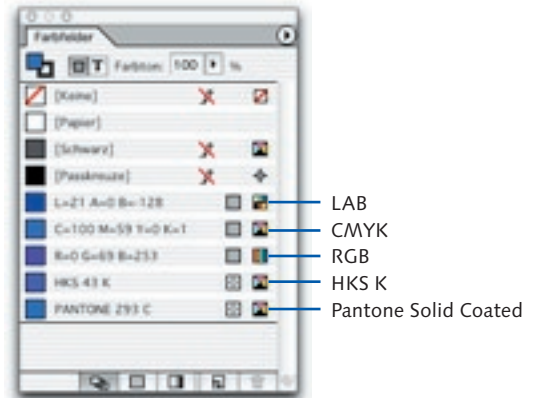 Farbfelder
T Farbton: 100 %
[Keine]
[Papier]
[Schwarz]
[Passkreuze]
L=21 A=0 B=-128 LAB
C=100 M=59 Y=0 K=1 CMYK
R=0 G=69 B=253 RGB
HKS 43 K HKS K
PANTONE 293 C Pantone Solid Coated